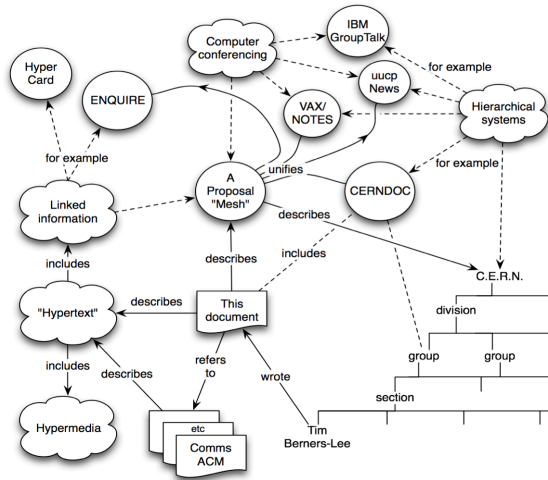 IBM
GroupTalk
Computer
conferencing
Hyper
Card
ENQUIRE
uucp
News
for example
VAX/
NOTES
Hierarchical
systems
for example
unifies
for example
A
Proposal
"Mesh"
CERNDOC
Linked
information
describes
includes
describes
includes
C.E.R.N.
This
document
describes
"Hypertext"
division
refers
to
group
group
includes
describes
wrote
section
etc
Hypermedia
Comms
ACM
Tim
Berners-Lee